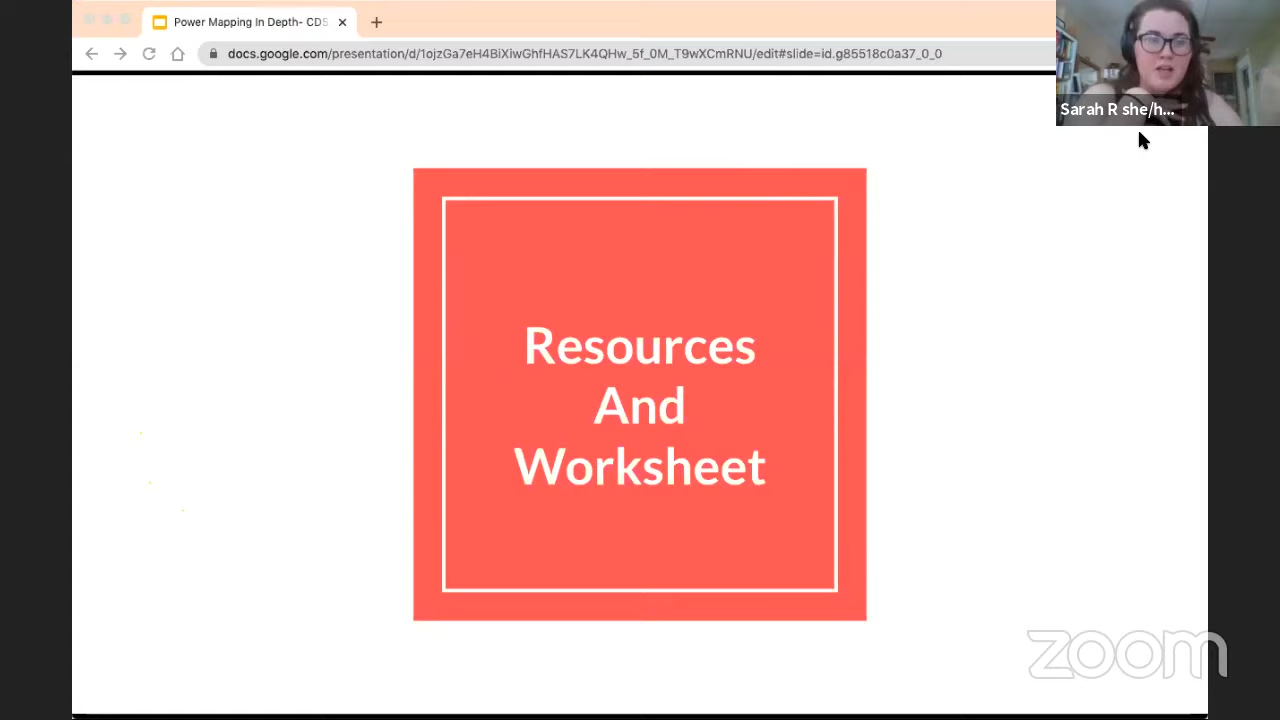 Power Mapping In Depth- CDS
docs.google.com/presentation/d/1ojzGa7eH4BiXiwGhfHAS7LK4QHw_5f_0M_T9wXCmRNU/edit#slide=id.g85518c0a37_0_0
Sarah R she/h...
Resources
And
Worksheet
zoom